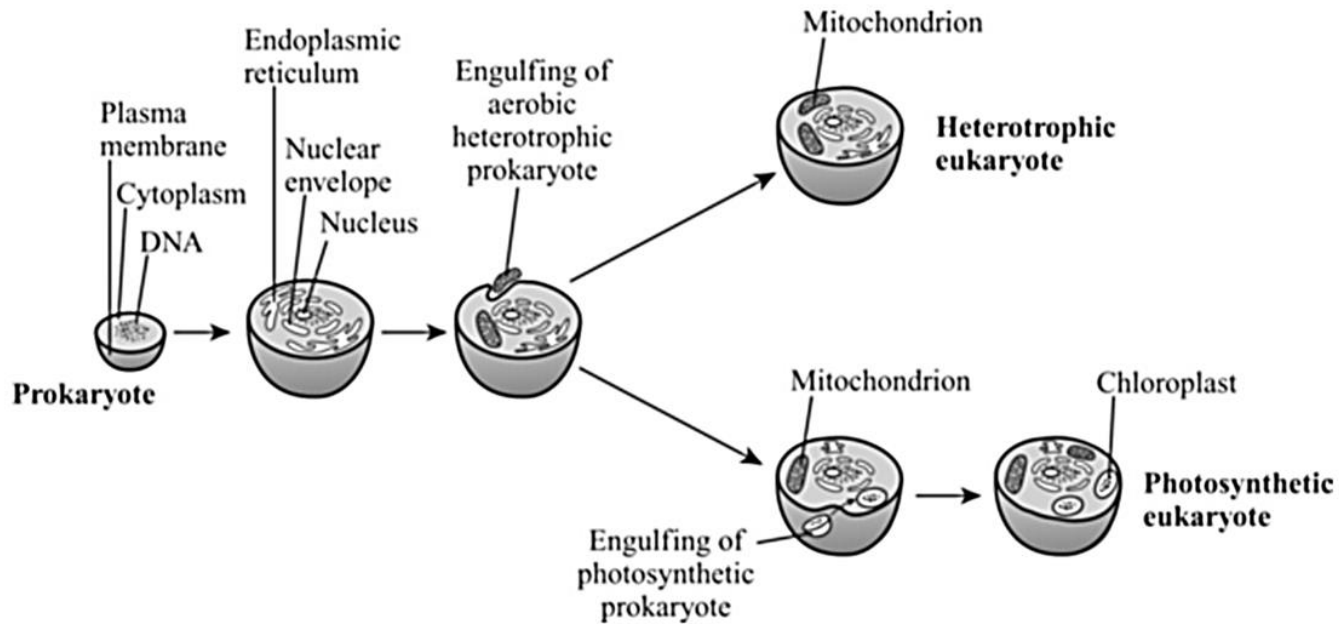 Mitochondrion
Endoplasmic
reticulum
Engulfing of
aerobic
heterotrophic
prokaryote
Plasma
membrane
Cytoplasm
DNA
Nuclear
envelope
Nucleus
Heterotrophic
eukaryote
Prokaryote
Mitochondrion
Chloroplast
Photosynthetic
eukaryote
Engulfing of
photosynthetic
prokaryote